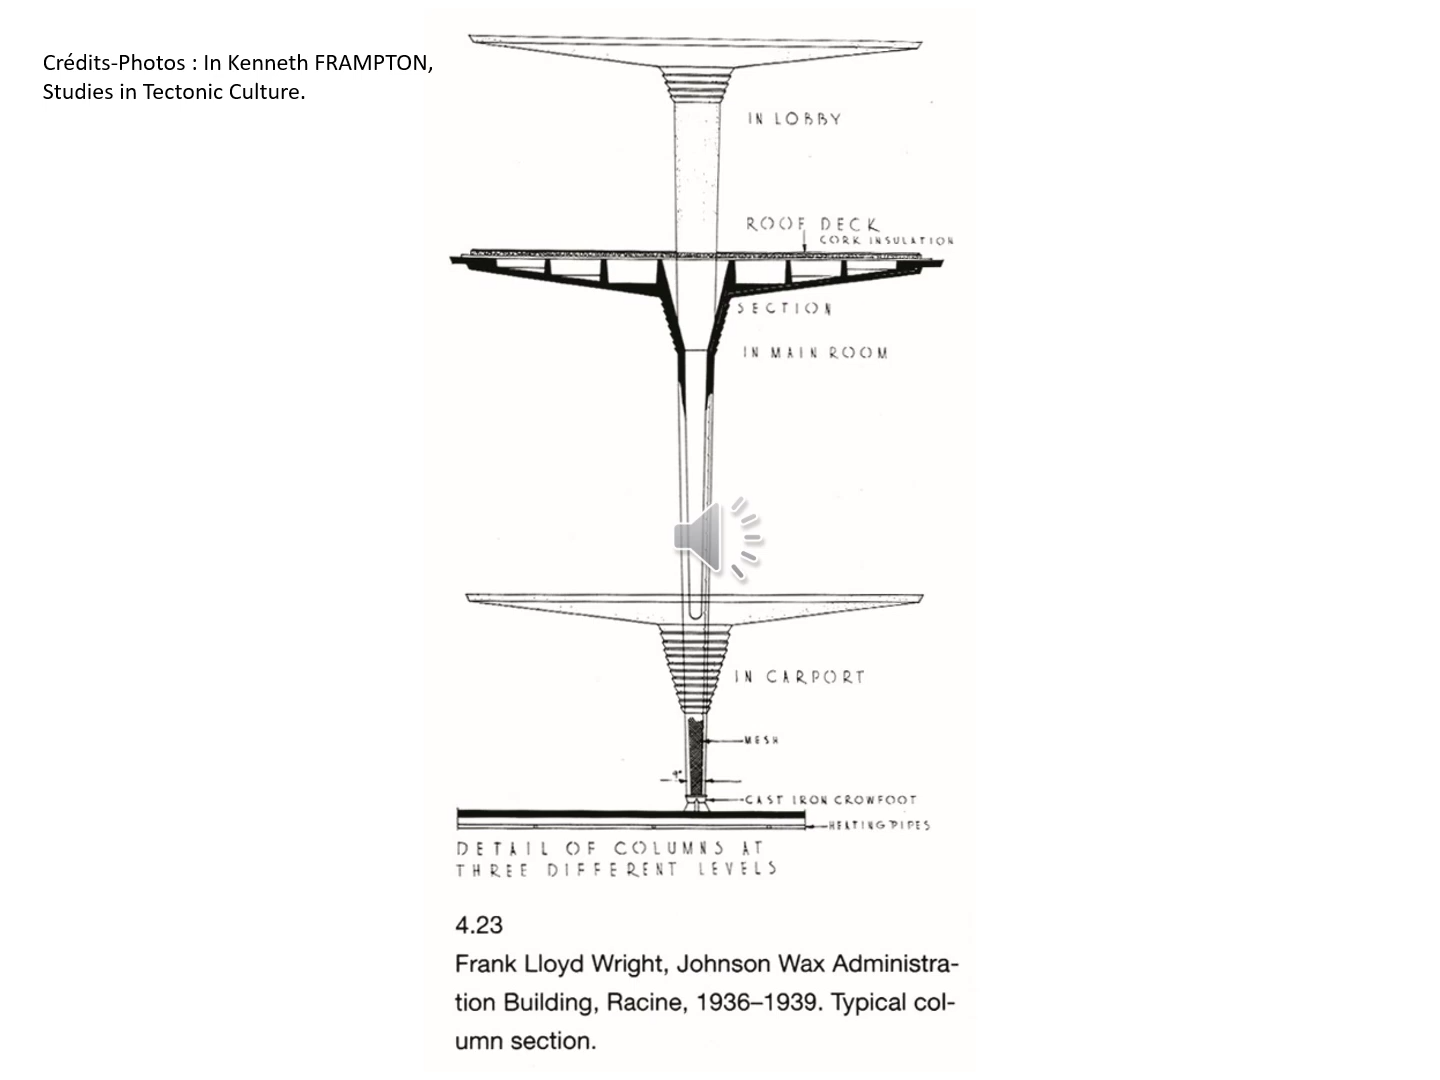 Crédits-Photos : In Kenneth FRAMPTON,
Studies in Tectonic Culture.
IN LOBBY
ROOF DECK
CORK INSULATION
SECTION
IN MAIN ROOM
IN CARPORT
MESH
9"
CAST IRON CROWFOOT
HEATING PIPES
DETAIL OF COLUMNS AT
THREE DIFFERENT LEVELS
4.23
Frank Lloyd Wright, Johnson Wax Administra-
tion Building, Racine, 1936–1939. Typical col-
umn section.